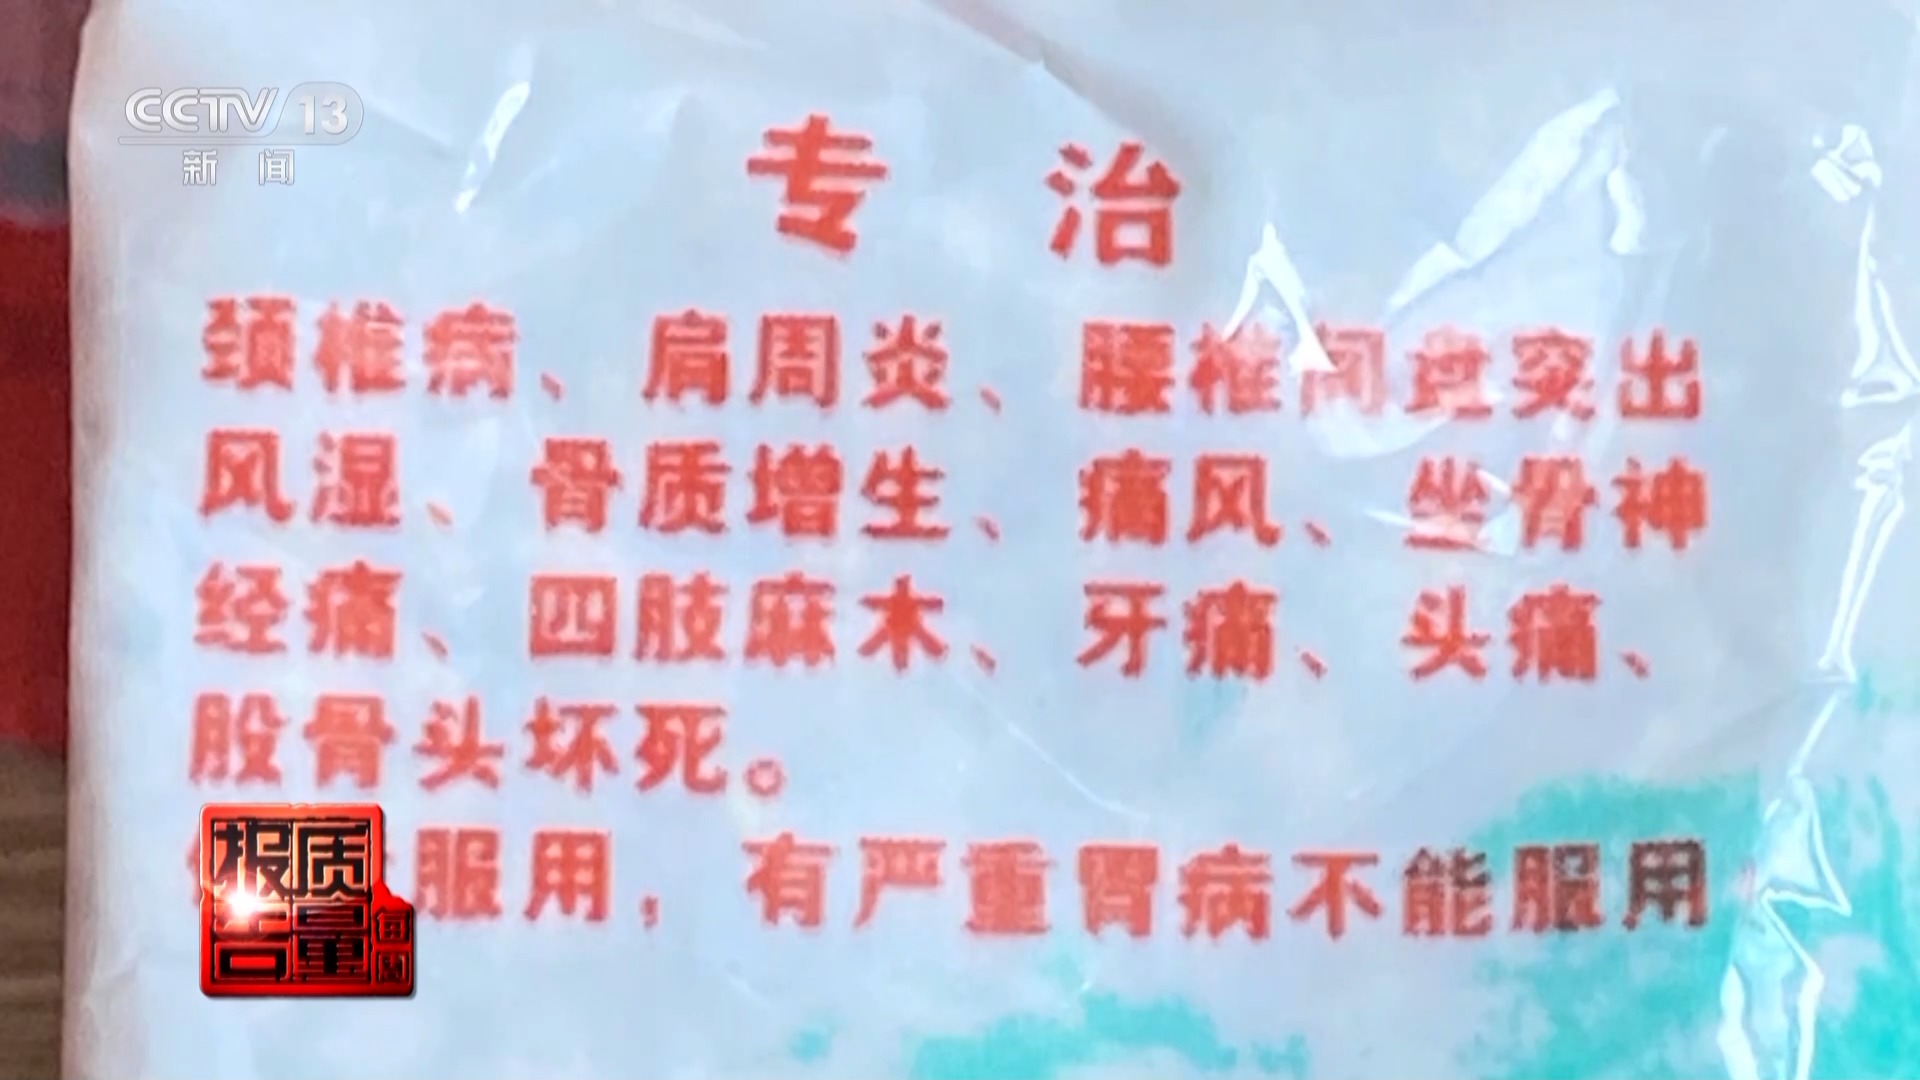 CCTV 13
新闻
专 治
颈椎病、肩周炎、腰椎间盘突出
风湿、骨质增生、痛风、坐骨神
经痛、四肢麻木、牙痛、头痛、
股骨头坏死。
服用，有严重胃病不能服用
每周
质量
报告